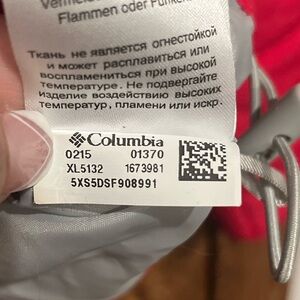 Vermei
Flammen oder Funken
Ткань не является огнестойкой
и может расплавиться или
воспламениться при высокой
температуре. Не подвергайте
изделие воздействию высоких
температур, пламени или искр.
Columbia
0215 01370
XL5132 1673981
5XS5DSF908991